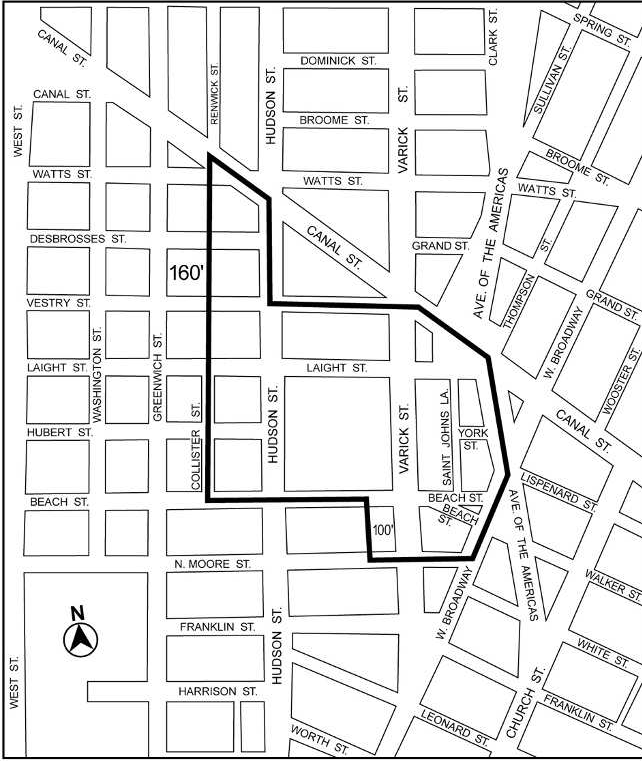 CANAL ST.
SPRING ST.
CLARK ST.
SULLIVAN ST.
DOMINICK ST.
RENWICK ST.
HUDSON ST.
VARICK ST.
CANAL ST.
WEST ST.
BROOME ST.
BROOME ST.
WATTS ST.
WATTS ST.
WATTS ST.
AVE. OF THE AMERICAS
DESBROSSES ST.
CANAL ST.
GRAND ST.
THOMPSON ST.
160'
VESTRY ST.
GRAND ST.
WASHINGTON ST.
GREENWICH ST.
W. BROADWAY
WOOSTER ST.
LAIGHT ST.
LAIGHT ST.
COLLISTER ST.
HUDSON ST.
VARICK ST.
SAINT JOHNS LA.
CANAL ST.
HUBERT ST.
YORK ST.
LISPENARD ST.
BEACH ST.
BEACH ST.
BEACH ST.
100'
AVE. OF THE AMERICAS
N. MOORE ST.
W. BROADWAY
WALKER ST.
N
FRANKLIN ST.
HUDSON ST.
WHITE ST.
WEST ST.
HARRISON ST.
CHURCH ST.
FRANKLIN ST.
LEONARD ST.
WORTH ST.